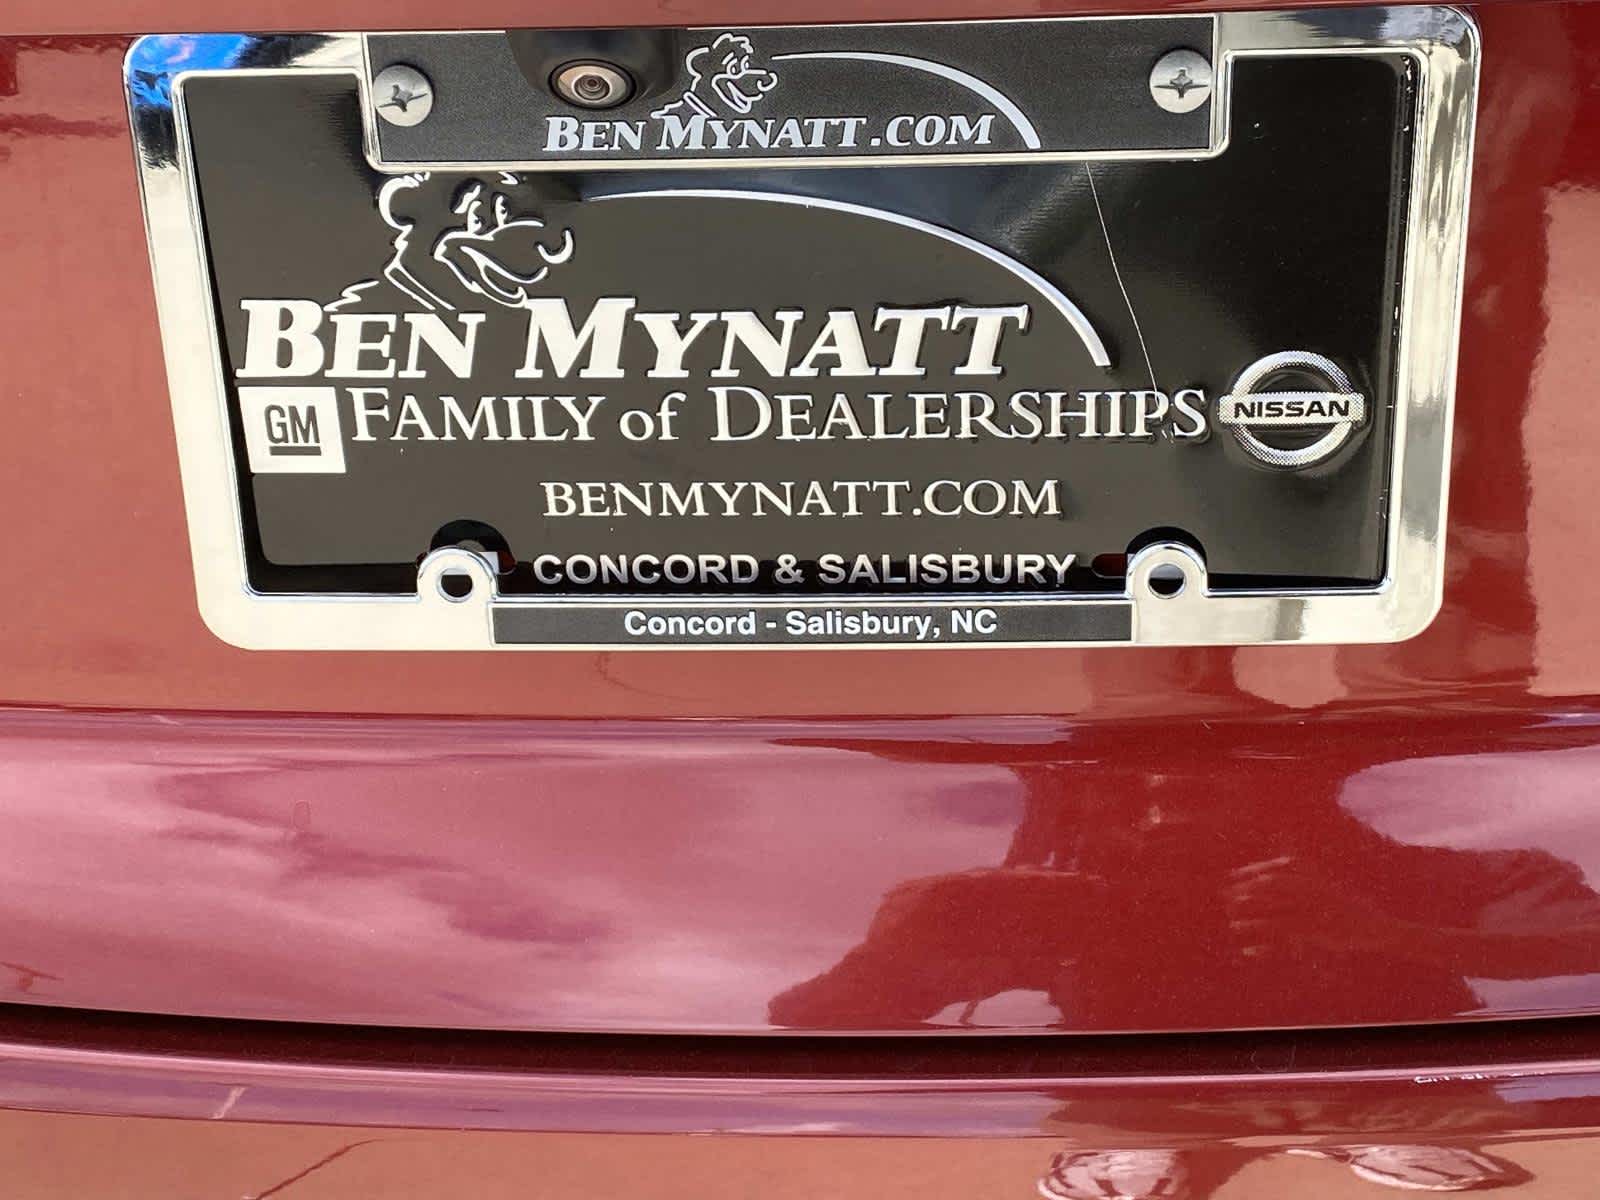 BEN MYNATT.COM
BEN MYNATT
GM FAMILY of DEALERSHIPS NISSAN
BENMYNATT.COM
CONCORD & SALISBURY
Concord - Salisbury, NC